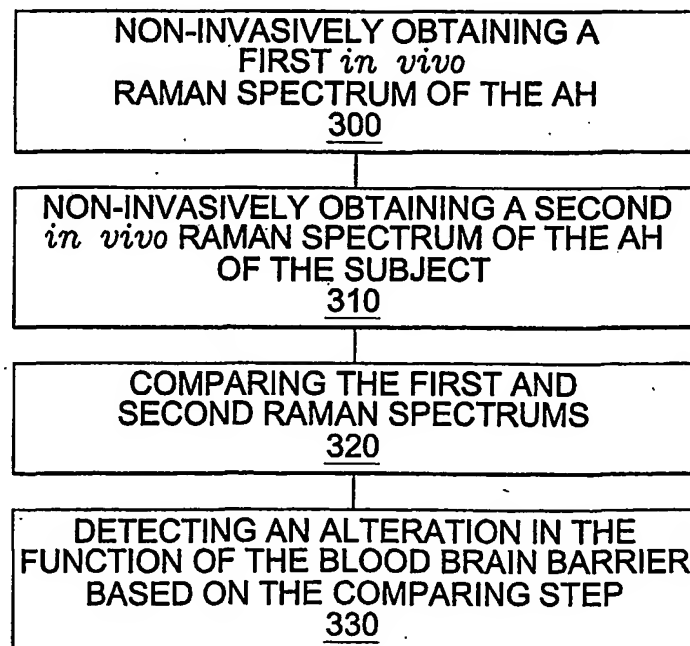 NON-INVASIVELY OBTAINING A
FIRST in vivo
RAMAN SPECTRUM OF THE AH
300
NON-INVASIVELY OBTAINING A SECOND
in vivo RAMAN SPECTRUM OF THE AH
OF THE SUBJECT
310
COMPARING THE FIRST AND
SECOND RAMAN SPECTRUMS
320
DETECTING AN ALTERATION IN THE
FUNCTION OF THE BLOOD BRAIN BARRIER
BASED ON THE COMPARING STEP
330